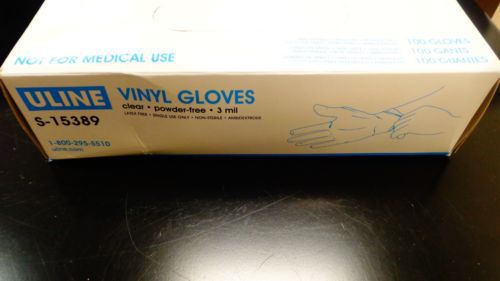 NOT FOR MEDICAL USE
100 GLOVES
100 GANTS
100 GUANTES
ULINE
VINYL GLOVES
clear • powder-free • 3 mil
LATEX FREE • SINGLE USE ONLY • NON-STERILE • AMBIDEXTROUS
S-15389
1-800-295-5510
uline.com